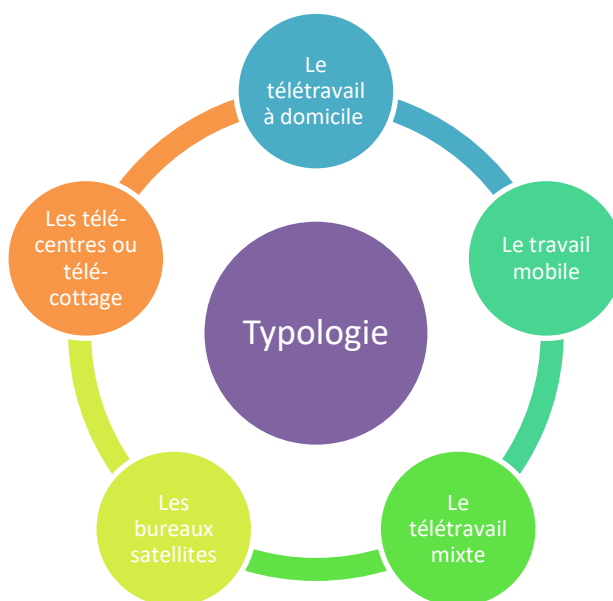 Le
télétravail
à domicile
Le travail
mobile
Le
télétravail
mixte
Les
bureaux
satellites
Les télé-
centres ou
télé-
cottage
Typologie